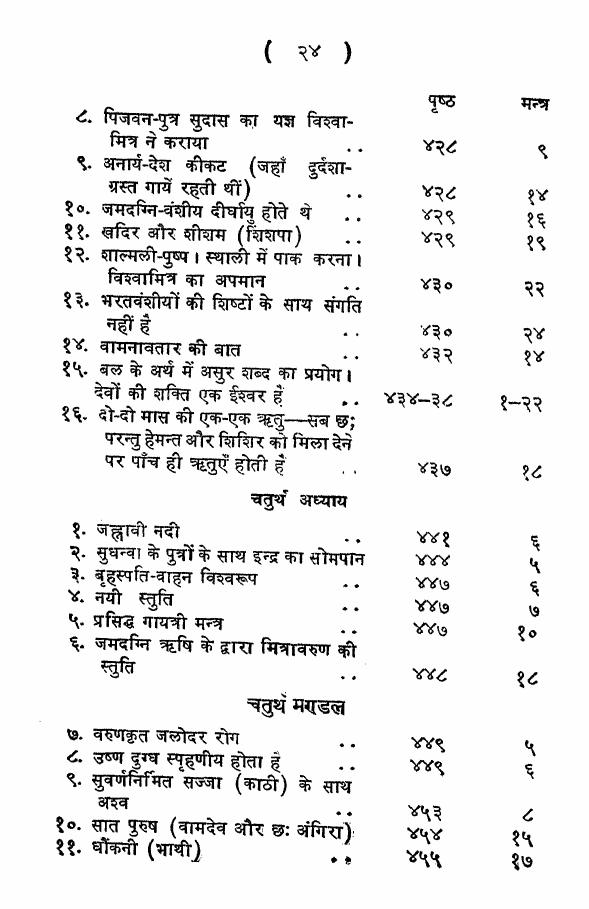 ( २४ )
पृष्ठ मन्त्र
८. पिजवन-पुत्र सुदास का यज्ञ विश्वा-
मित्र ने कराया .. ४२८ ९
९. अनार्य-देश कीकट (जहाँ दुर्दशा-
ग्रस्त गायें रहती थीं) .. ४२८ १४
१०. जमदग्नि-वंशीय दीर्घायु होते थे .. ४२९ १६
११. खदिर और शीशम (शिंशपा) .. ४२९ १९
१२. शाल्मली-पुष्प। स्थाली में पाक करना।
विश्वामित्र का अपमान .. ४३० २२
१३. भरतवंशीयों की शिष्टों के साथ संगति
नहीं है .. ४३० २४
१४. वामनावतार की बात .. ४३२ १४
१५. बल के अर्थ में असुर शब्द का प्रयोग।
देवों की शक्ति एक ईश्वर है .. ४३४–३८ १–२२
१६. दो-दो मास की एक-एक ऋतु—सब छः;
परन्तु हेमन्त और शिशिर को मिला देने
पर पाँच ही ऋतुएँ होती हैं .. ४३७ १८
चतुर्थ अध्याय
१. जह्नावी नदी .. ४४१ ६
२. सुधन्वा के पुत्रों के साथ इन्द्र का सोमपान ४४४ ५
३. बृहस्पति-वाहन विश्वरूप .. ४४७ ६
४. नयी स्तुति .. ४४७ ७
५. प्रसिद्ध गायत्री मन्त्र .. ४४७ १०
६. जमदग्नि ऋषि के द्वारा मित्रावरुण की
स्तुति .. ४४८ १८
चतुर्थ मण्डल
७. वरुणकृत जलोदर रोग .. ४४९ ५
८. उष्ण दुग्ध स्पृहणीय होता है .. ४४९ ६
९. सुवर्णनिर्मित सज्जा (काठी) के साथ
अश्व .. ४५३ ८
१०. सात पुरुष (वामदेव और छः अंगिरा) ४५४ १५
११. धौंकनी (भाथी) .. ४५५ १७